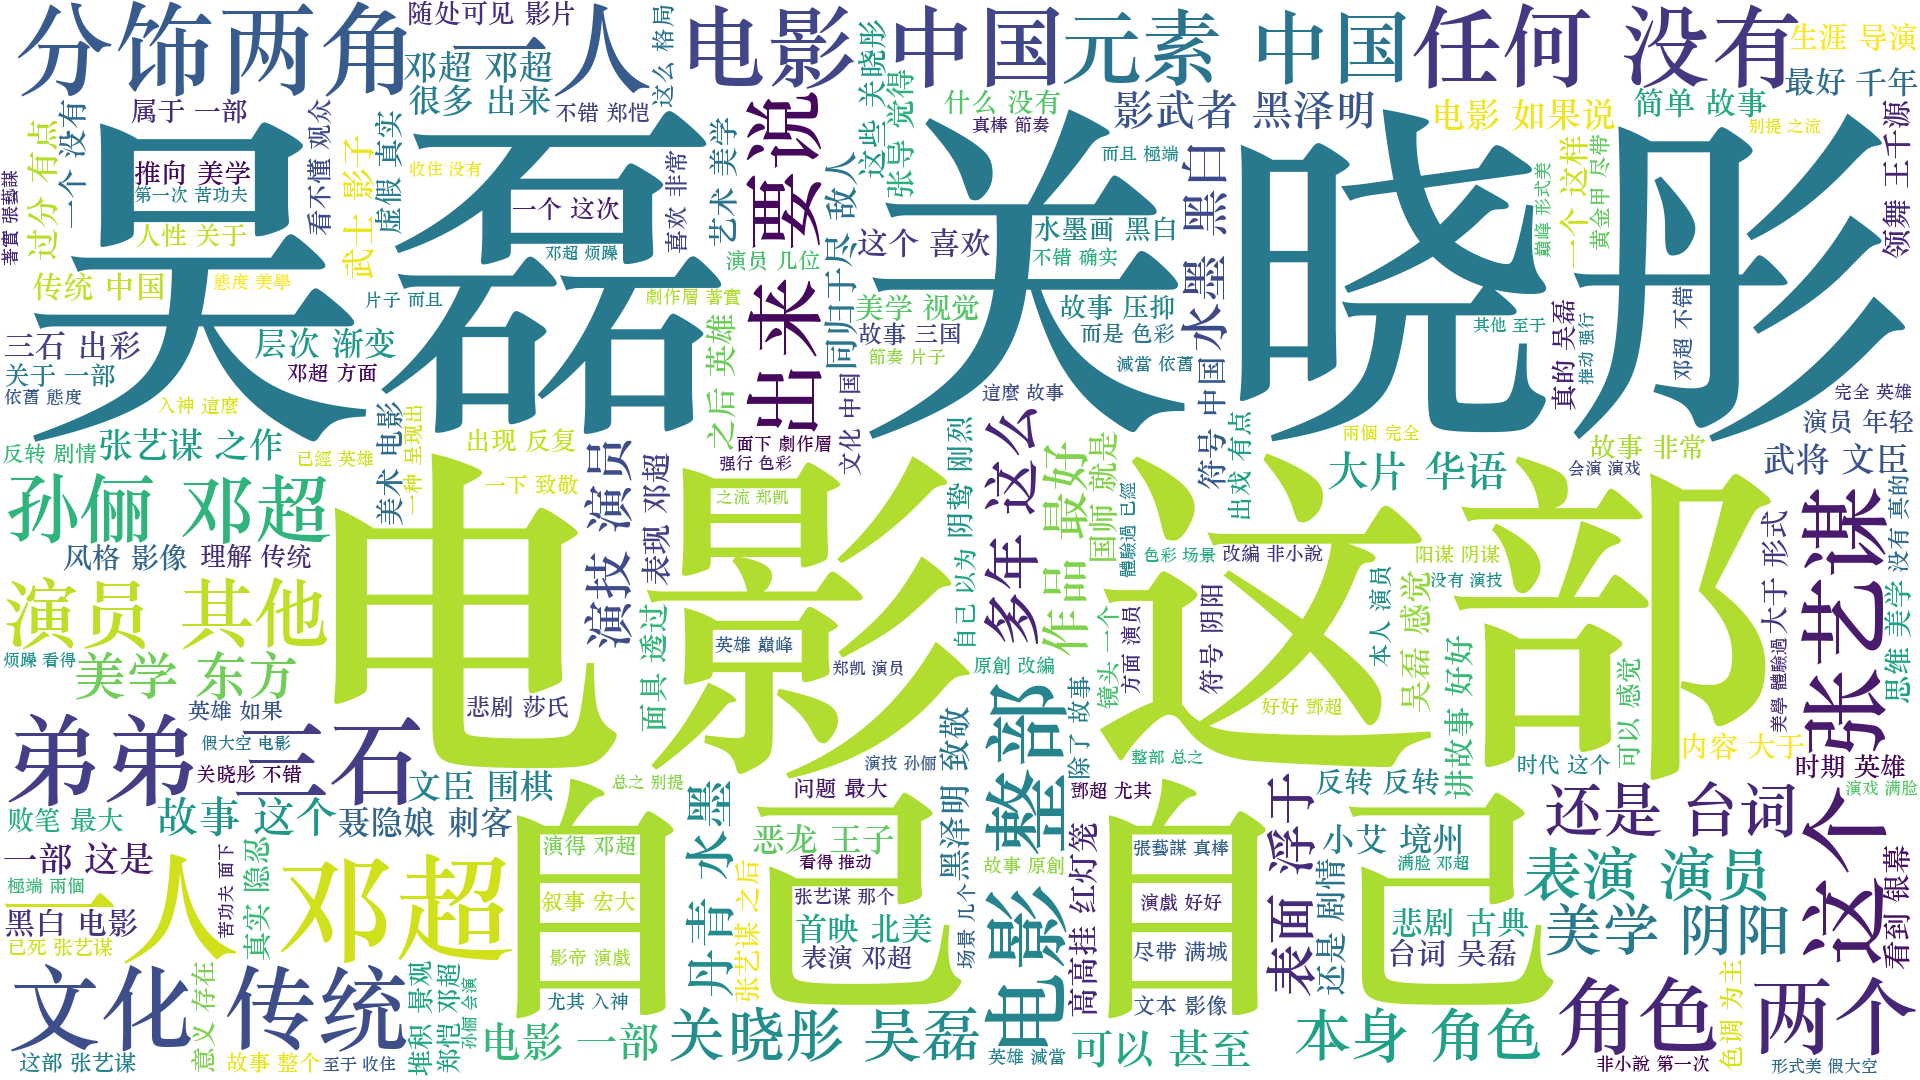 分饰两角 一人
随处可见 影片
邓超 邓超
很多 出来
这么 格局
电影 中国
元素 中国
任何 没有
生涯 导演
最好 千年
属于 一部
不错 郑恺
什么 没有
真棒 節奏
影武者 黑泽明
电影 如果说
简单 故事
别提 之流
吴磊 关晓彤
著實 張藝謀
过分 有点
一个 没有
推向 美学
第一次 苦功夫
人性 关于
传统 中国
態度 美學
看不懂 观众
武士 影子
虚假 真实
收住 没有
一个 这次
邓超 烦躁
片子 而且
喜欢 非常
艺术 美学
出来 要说
演员 几位
劇作層 著實
同归于尽 敌人
这些 关晓彤
张导 觉得
这个 喜欢
水墨画 黑白
不错 确实
而且 極端
水墨 黑白
巅峰 形式美
一个 这样
黄金甲 尽带
领舞 王千源
美学 视觉
故事 三国
節奏 片子
故事 压抑
而是 色彩
減當 依舊
其他 至于
真的 吴磊
推动 强行
邓超 不错
三石 出彩
关于 一部
依舊 態度
层次 渐变
邓超 方面
入神 這麼
之后 英雄
這麼 故事
符号 中国
完全 英雄
演员 年轻
张艺谋 之作
反转 剧情
已經 英雄
美术 电影
一种 呈现出
出现 反复
一下 致敬
演技 演员
表现 邓超
面下 劇作層
强行 色彩
文化 中国
之流 郑凯
自己 以为
阴鸷 刚烈
多年 这么
作品 最好
国师 就是
體驗過 已經
出戏 有点
兩個 完全
大片 华语
故事 非常
会演 演戏
武将 文臣
孙俪 邓超
电影 这部
风格 影像
理解 传统
色彩 场景
改編 非小說
阳谋 阴谋
没有 演技
大于 形式
张艺谋
没有 真的
演员 其他
烦躁 看得
美学 东方
面具 透过
英雄 巔峰
郑凯 演员
原創 改編
镜头 一个
方面 演员
符号 阴阳
本人 演员
吴磊 感觉
美學 體驗過
思维 美学
英雄 如果
悲剧 莎氏
好好 鄧超
讲故事 好好
可以 感觉
弟弟 三石
假大空 电影
关晓彤 不错
文臣 围棋
总之 别提
演技 孙俪
黑泽明 致敬
电影 整部
除了 故事
整部 总之
内容 大于
时代 这个
时期 英雄
演戏 满脸
败笔 最大
故事 这个
聂隐娘 刺客
自己 自己
问题 最大
鄧超 尤其
反转 反转
还是 台词
这个 张艺谋
一部 这是
極端 兩個
一人 邓超
苦功夫 面下
真实 隐忍
演得 邓超
丹青 水墨
恶龙 王子
看得 推动
故事 原創
高高挂 红灯笼
張藝謀 真棒
表面 浮于
小艾 境州
满脸 邓超
还是 剧情
表演 演员
看到 银幕
黑白 电影
已死 张艺谋
叙事 宏大
张艺谋 之后
张艺谋 那个
首映 北美
场景 几个
演戲 好好
悲剧 古典
美学 阴阳
文化 传统
意义 存在
堆积 景观
郑恺 邓超
孙俪 会演
影帝 演戲
表演 邓超
尽带 满城
台词 吴磊
尤其 入神
文本 影像
角色 两个
色调 为主
这部 张艺谋
故事 整个
至于 收住
电影 一部
关晓彤 吴磊
英雄 減當
可以 甚至
本身 角色
非小說 第一次
形式美 假大空